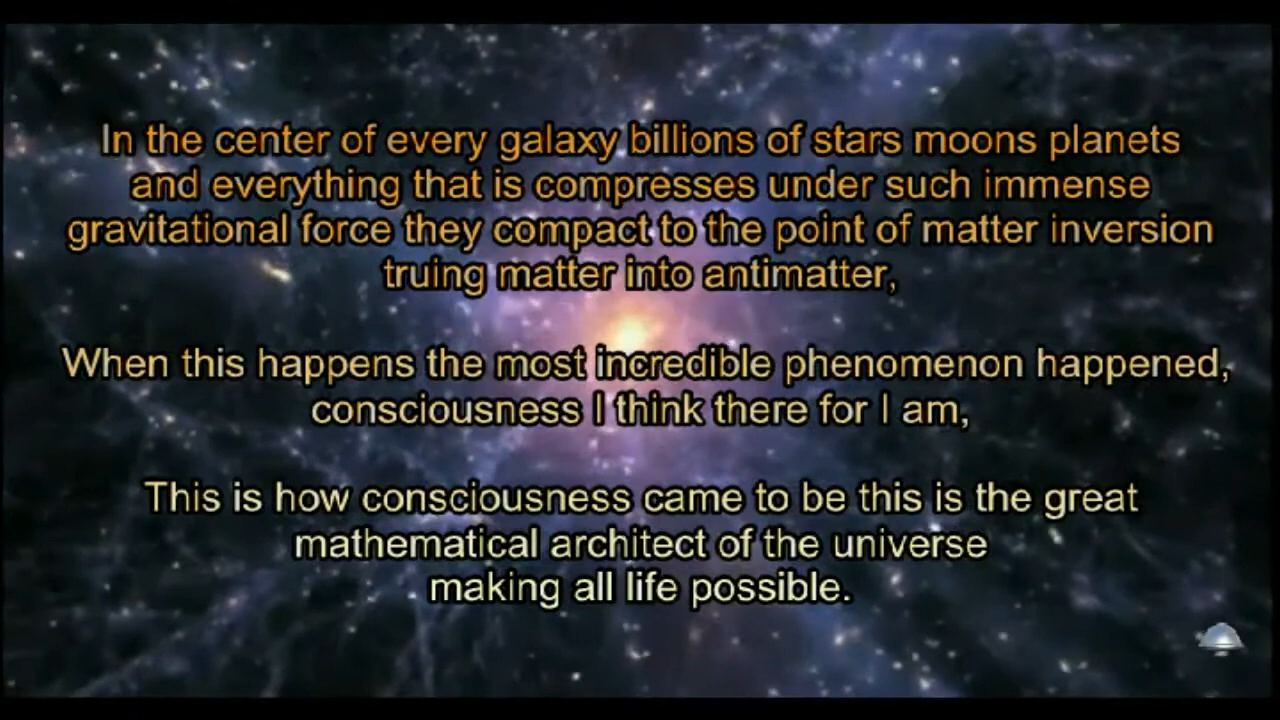 In the center of every galaxy billions of stars moons planets
and everything that is compresses under such immense
gravitational force they compact to the point of matter inversion
truing matter into antimatter,
When this happens the most incredible phenomenon happened,
consciousness I think there for I am,
This is how consciousness came to be this is the great
mathematical architect of the universe
making all life possible.